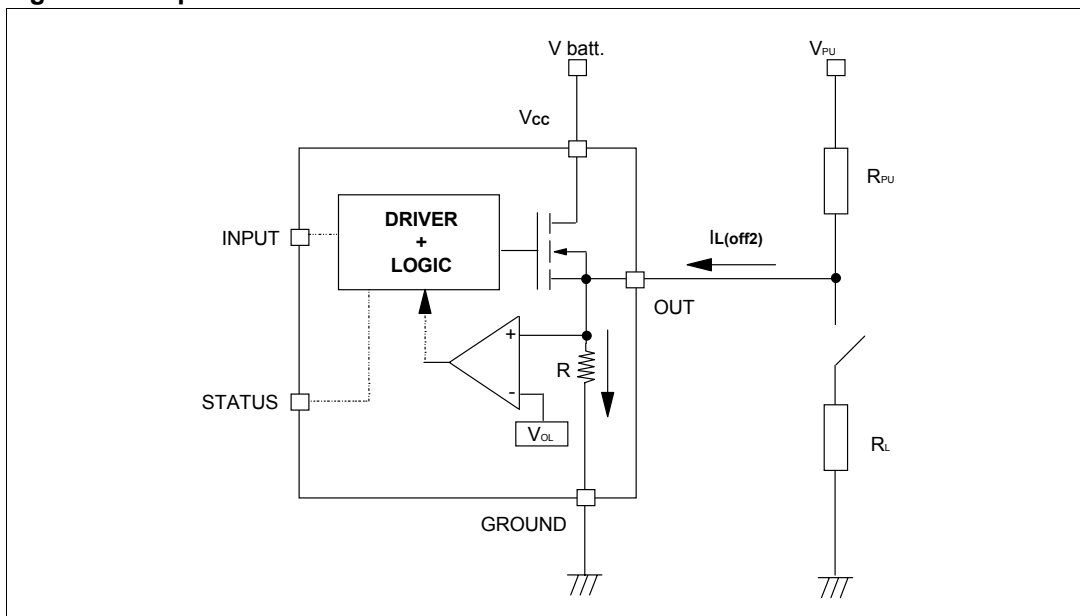 V batt.
VPU
Vcc
RPU
DRIVER
+
LOGIC
INPUT
IL(off2)
OUT
+
R
-
STATUS
VOL
RL
GROUND